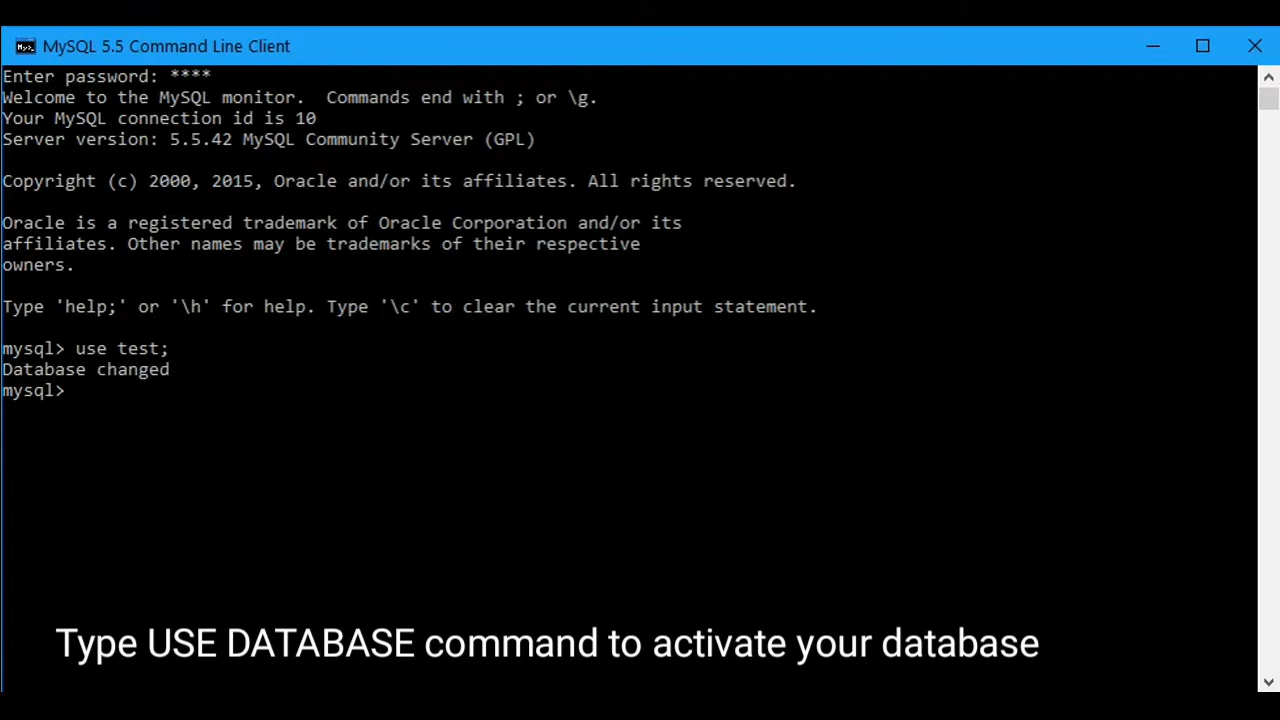 MySQL 5.5 Command Line Client
Enter password: ****
Welcome to the MySQL monitor.  Commands end with ; or \g.
Your MySQL connection id is 10
Server version: 5.5.42 MySQL Community Server (GPL)
Copyright (c) 2000, 2015, Oracle and/or its affiliates. All rights reserved.
Oracle is a registered trademark of Oracle Corporation and/or its
affiliates. Other names may be trademarks of their respective
owners.
Type 'help;' or '\h' for help. Type '\c' to clear the current input statement.
mysql> use test;
Database changed
mysql>
Type USE DATABASE command to activate your database